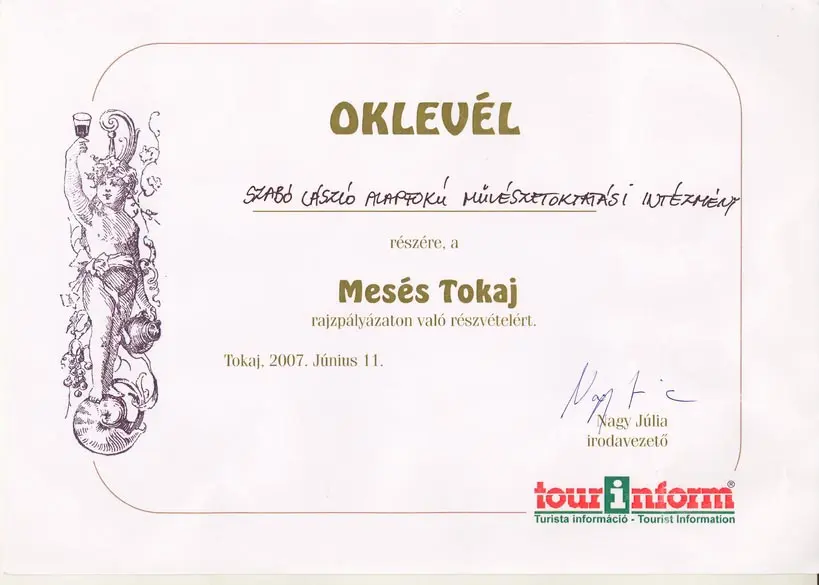 OKLEVÉL
SZABÓ LÁSZLÓ ALAPFOKÚ MŰVÉSZETOKTATÁSI INTÉZMÉNY
részére, a
Mesés Tokaj
rajzpályázaton való részvételért.
Tokaj, 2007. Június 11.
Nagy Júlia
irodavezető
tourinform®
Turista információ - Tourist Information